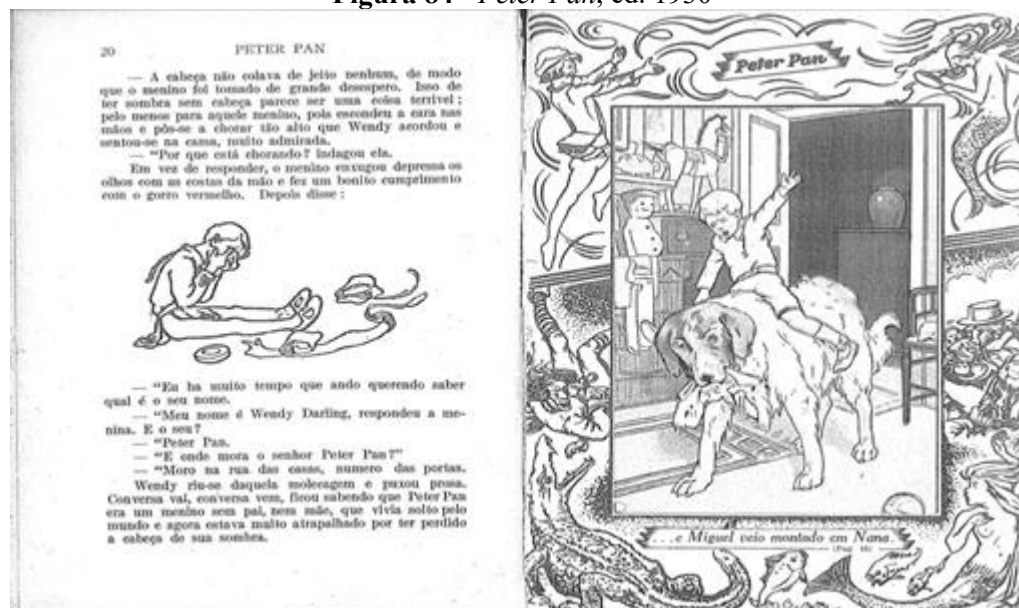 Figura 84 - Peter Pan, ed. 1930
20 PETER PAN
— A cabeça não colava de jeito nenhum, de modo
que o menino foi tomado de grande desespero. Isso de
ter sombra sem cabeça parece ser uma coisa terrivel;
pelo menos para aquele menino, pois escondeu a cara nas
mãos e pôs-se a chorar tão alto que Wendy acordou e
sentou-se na cama, muito admirada.
— "Por que está chorando? indagou ela.
Em vez de responder, o menino enxugou depressa os
olhos com as costas da mão e fez um bonito cumprimento
com o gorro vermelho. Depois disse:
— "Eu ha muito tempo que ando querendo saber
qual é o seu nome.
— "Meu nome é Wendy Darling, respondeu a me-
nina. E o seu?
— "Peter Pan.
— "E onde mora o senhor Peter Pan?"
— "Moro na rua das casas, numero das portas.
Wendy riu-se daquela molecagem e puxou prosa.
Conversa vai, conversa vem, ficou sabendo que Peter Pan
era um menino sem pai, nem mãe, que vivia solto pelo
mundo e agora estava muito atrapalhado por ter perdido
a cabeça de sua sombra.
Peter Pan
...e Miguel veio montado em Nana.